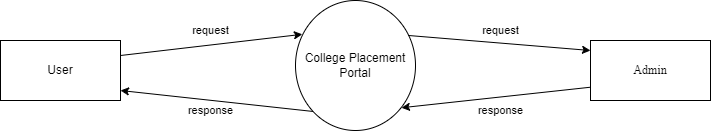 request
request
User
College Placement
Portal
Admin
response
response